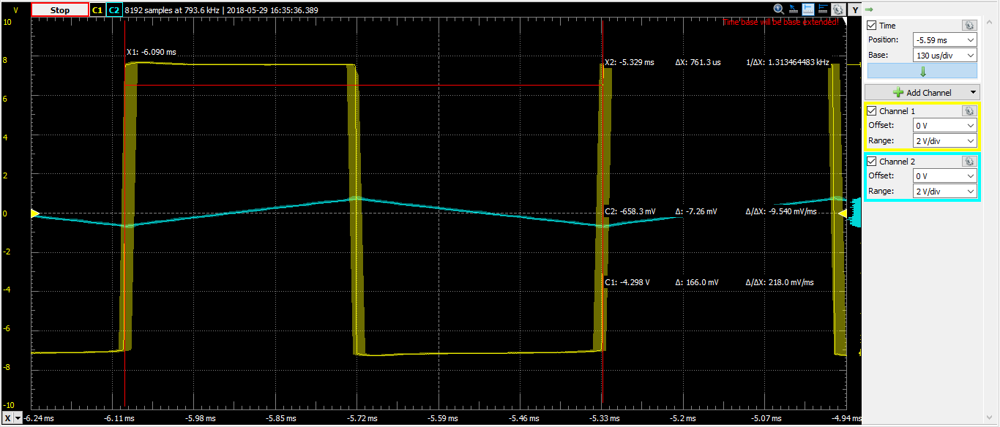 V Stop C1 C2 8192 samples at 793.6 kHz | 2018-05-29 16:35:36.389 Y
10 Time base will be base extended!
Time
X1: -6.090 ms
Position: -5.59 ms
Base: 130 us/div
8 X2: -5.329 ms ΔX: 761.3 us 1/ΔX: 1.313464483 kHz
Add Channel
6
Channel 1
Offset: 0 V
4
Range: 2 V/div
Channel 2
2
Offset: 0 V
Range: 2 V/div
0 C2: -658.3 mV Δ: -7.26 mV Δ/ΔX: -9.540 mV/ms
-2
C1: -4.298 V Δ: 166.0 mV Δ/ΔX: 218.0 mV/ms
-4
-6
-8
-10
X -6.24 ms -6.11 ms -5.98 ms -5.85 ms -5.72 ms -5.59 ms -5.46 ms -5.33 ms -5.2 ms -5.07 ms -4.94 ms